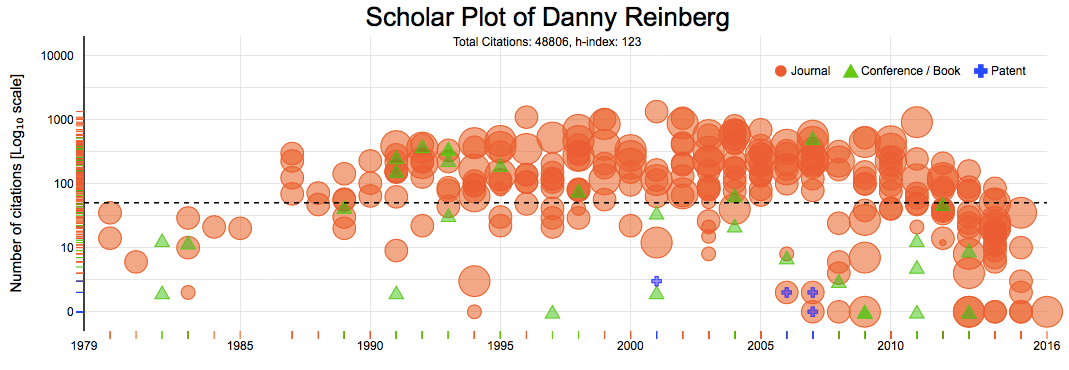 Scholar Plot of Danny Reinberg
Total Citations: 48806, h-index: 123
Journal
Conference / Book
Patent
Number of citations [Log₁₀ scale]
10000
1000
100
10
0
1979
1985
1990
1995
2000
2005
2010
2016